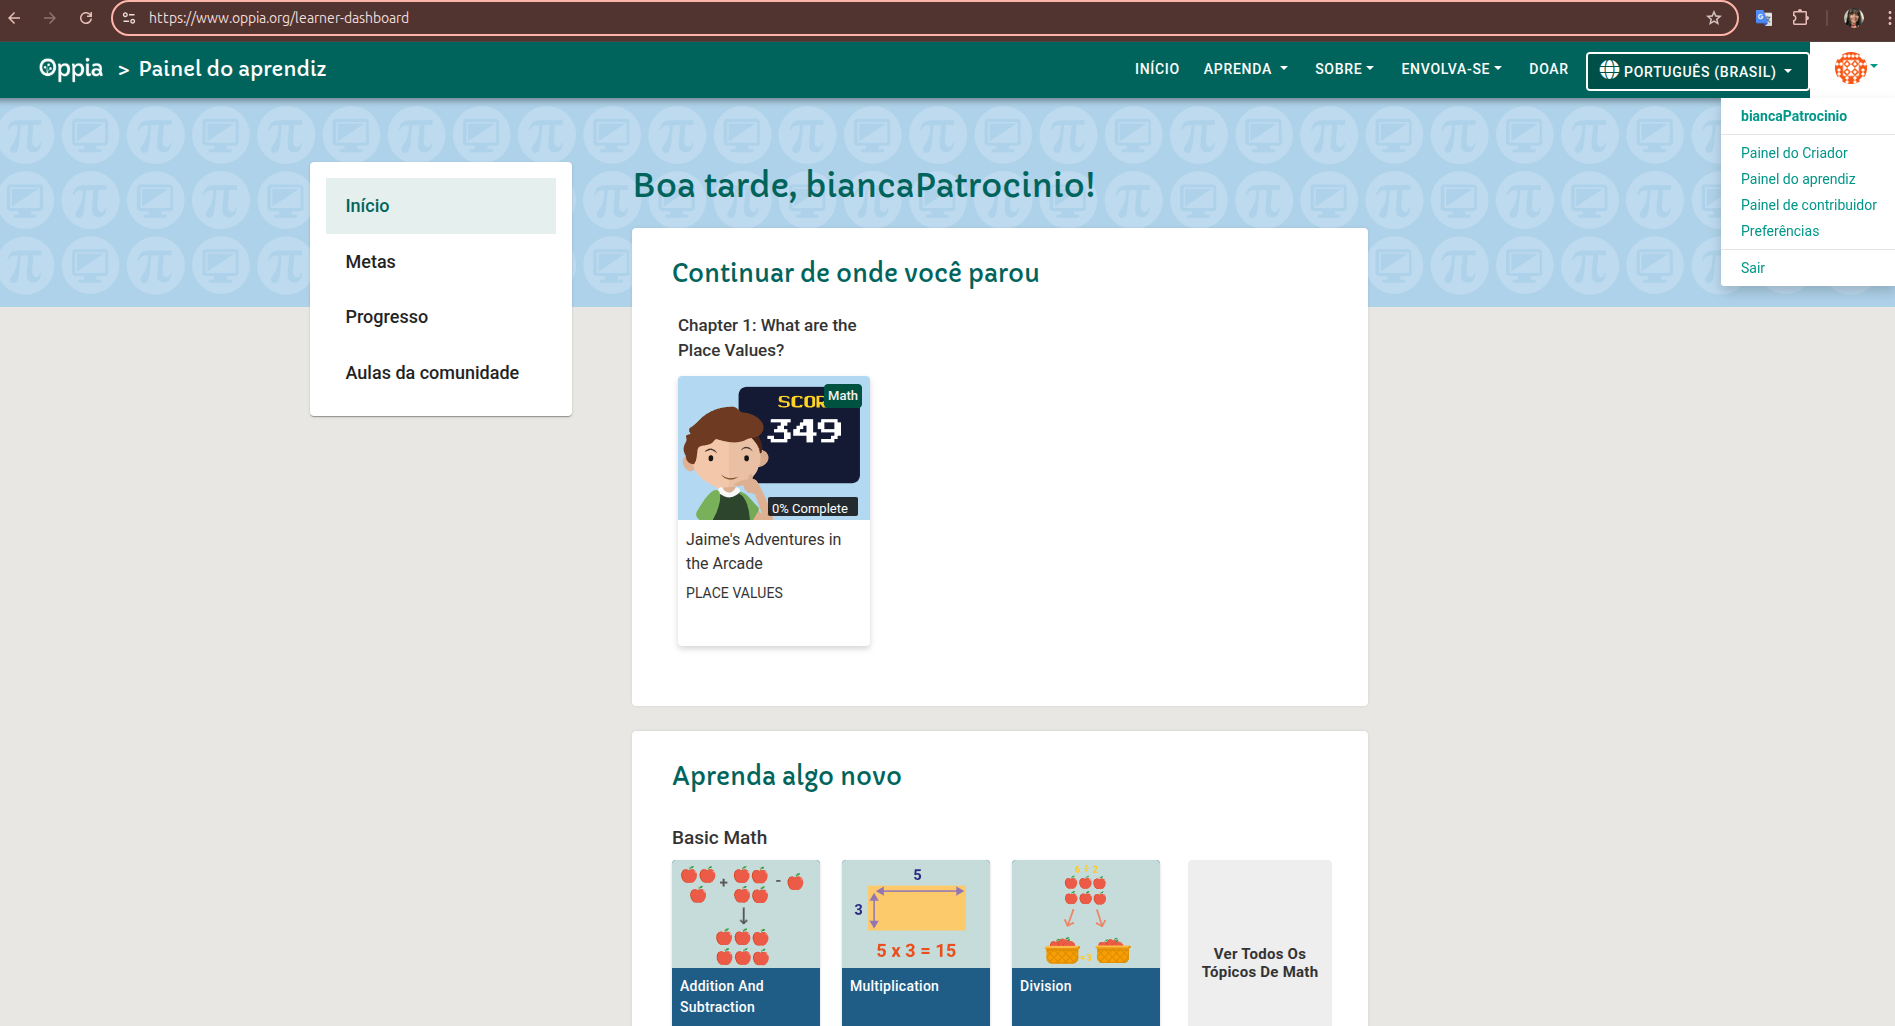 https://www.oppia.org/learner-dashboard
Oppia > Painel do aprendiz
INÍCIO APRENDA SOBRE ENVOLVA-SE DOAR PORTUGUÊS (BRASIL)
biancaPatrocinio
Painel do Criador
Painel do aprendiz
Painel de contribuidor
Preferências
Sair
Início
Metas
Progresso
Aulas da comunidade
Boa tarde, biancaPatrocinio!
Continuar de onde você parou
Chapter 1: What are the
Place Values?
Math
349
0% Complete
Jaime's Adventures in
the Arcade
PLACE VALUES
Aprenda algo novo
Basic Math
Addition And
Subtraction
5
3
5 x 3 = 15
Multiplication
Division
Ver Todos Os
Tópicos De Math